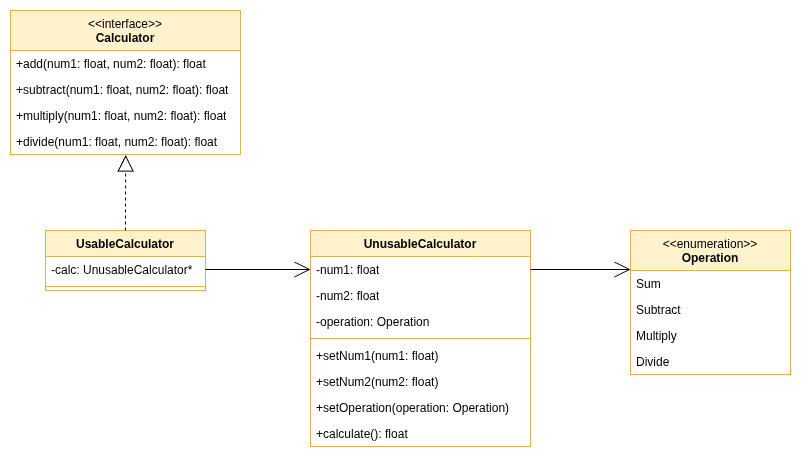 <<interface>>
Calculator
+add(num1: float, num2: float): float
+subtract(num1: float, num2: float): float
+multiply(num1: float, num2: float): float
+divide(num1: float, num2: float): float
UsableCalculator
-calc: UnusableCalculator*
UnusableCalculator
-num1: float
-num2: float
-operation: Operation
+setNum1(num1: float)
+setNum2(num2: float)
+setOperation(operation: Operation)
+calculate(): float
<<enumeration>>
Operation
Sum
Subtract
Multiply
Divide